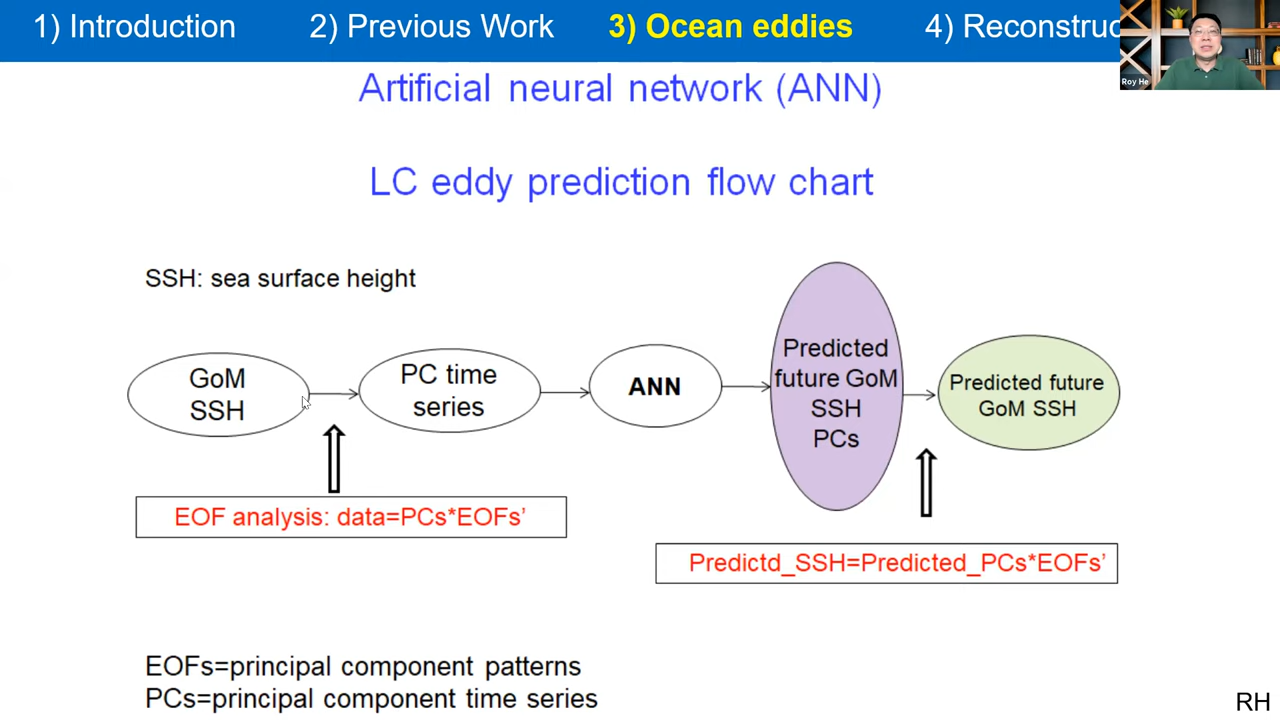 1) Introduction 2) Previous Work 3) Ocean eddies 4) Reconstruc
Roy He
Artificial neural network (ANN)
LC eddy prediction flow chart
SSH: sea surface height
GoM
SSH
PC time
series
ANN
Predicted
future GoM
SSH
PCs
Predicted future
GoM SSH
EOF analysis: data=PCs*EOFs’
Predictd_SSH=Predicted_PCs*EOFs’
EOFs=principal component patterns
PCs=principal component time series
RH